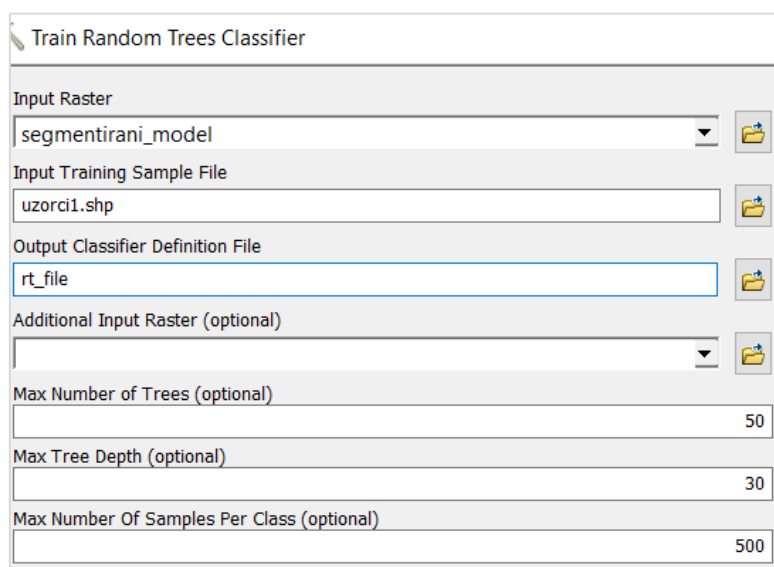 Train Random Trees Classifier
Input Raster
segmentirani_model
Input Training Sample File
uzorci1.shp
Output Classifier Definition File
rt_file
Additional Input Raster (optional)
Max Number of Trees (optional)
50
Max Tree Depth (optional)
30
Max Number Of Samples Per Class (optional)
500